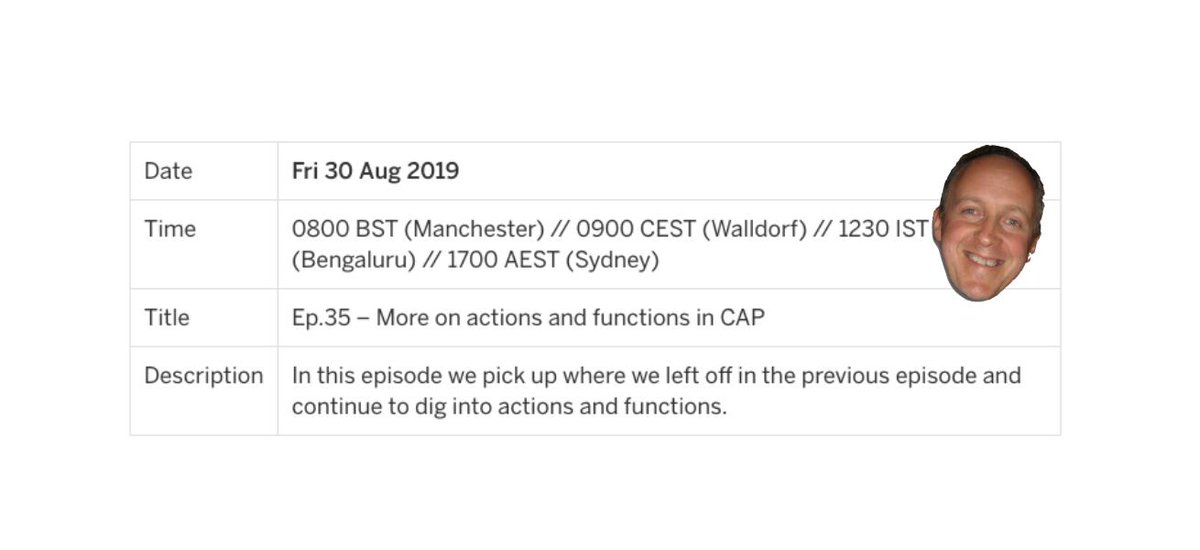 Date
Fri 30 Aug 2019
Time
0800 BST (Manchester) // 0900 CEST (Walldorf) // 1230 IST
(Bengaluru) // 1700 AEST (Sydney)
Title
Ep.35 – More on actions and functions in CAP
Description
In this episode we pick up where we left off in the previous episode and
continue to dig into actions and functions.